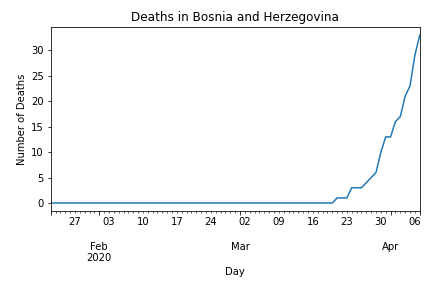 Deaths in Bosnia and Herzegovina
Number of Deaths
30
25
20
15
10
5
0
27 03 10 17 24 02 09 16 23 30 06
Feb Mar Apr
2020
Day